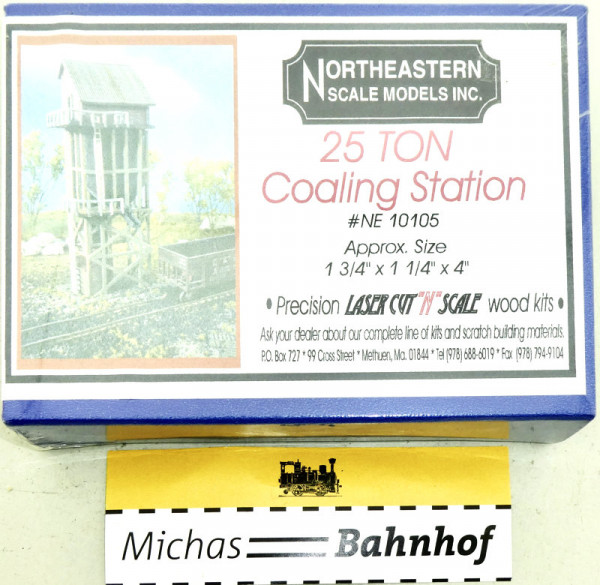 NORTHEASTERN
SCALE MODELS INC.
25 TON
Coaling Station
#NE 10105
Approx. Size
1 3/4" x 1 1/4" x 4"
• Precision LASER CUT "N" SCALE wood kits •
Ask your dealer about our complete line of kits and scratch building materials.
P.O. Box 727 * 99 Cross Street * Methuen, Ma. 01844 * Tel (978) 688-6019 * Fax (978) 794-9104
Michas Bahnhof